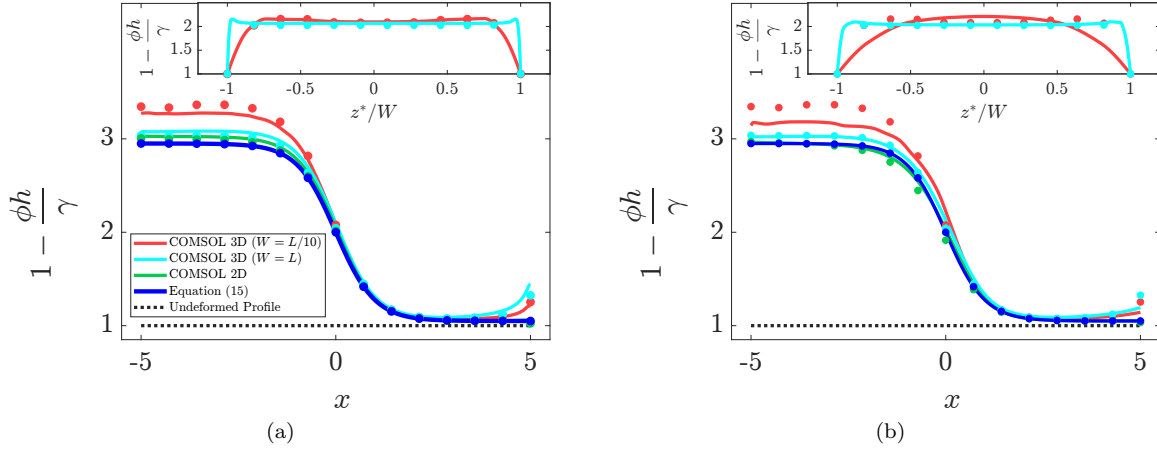 2
1.5
1
1 − ϕh/γ
-1
-0.5
0
0.5
1
z*/W
3
2
1
1 − ϕh/γ
COMSOL 3D (W = L/10)
COMSOL 3D (W = L)
COMSOL 2D
Equation (15)
Undeformed Profile
-5
0
5
x
(a)
2
1.5
1
1 − ϕh/γ
-1
-0.5
0
0.5
1
z*/W
3
2
1
1 − ϕh/γ
-5
0
5
x
(b)